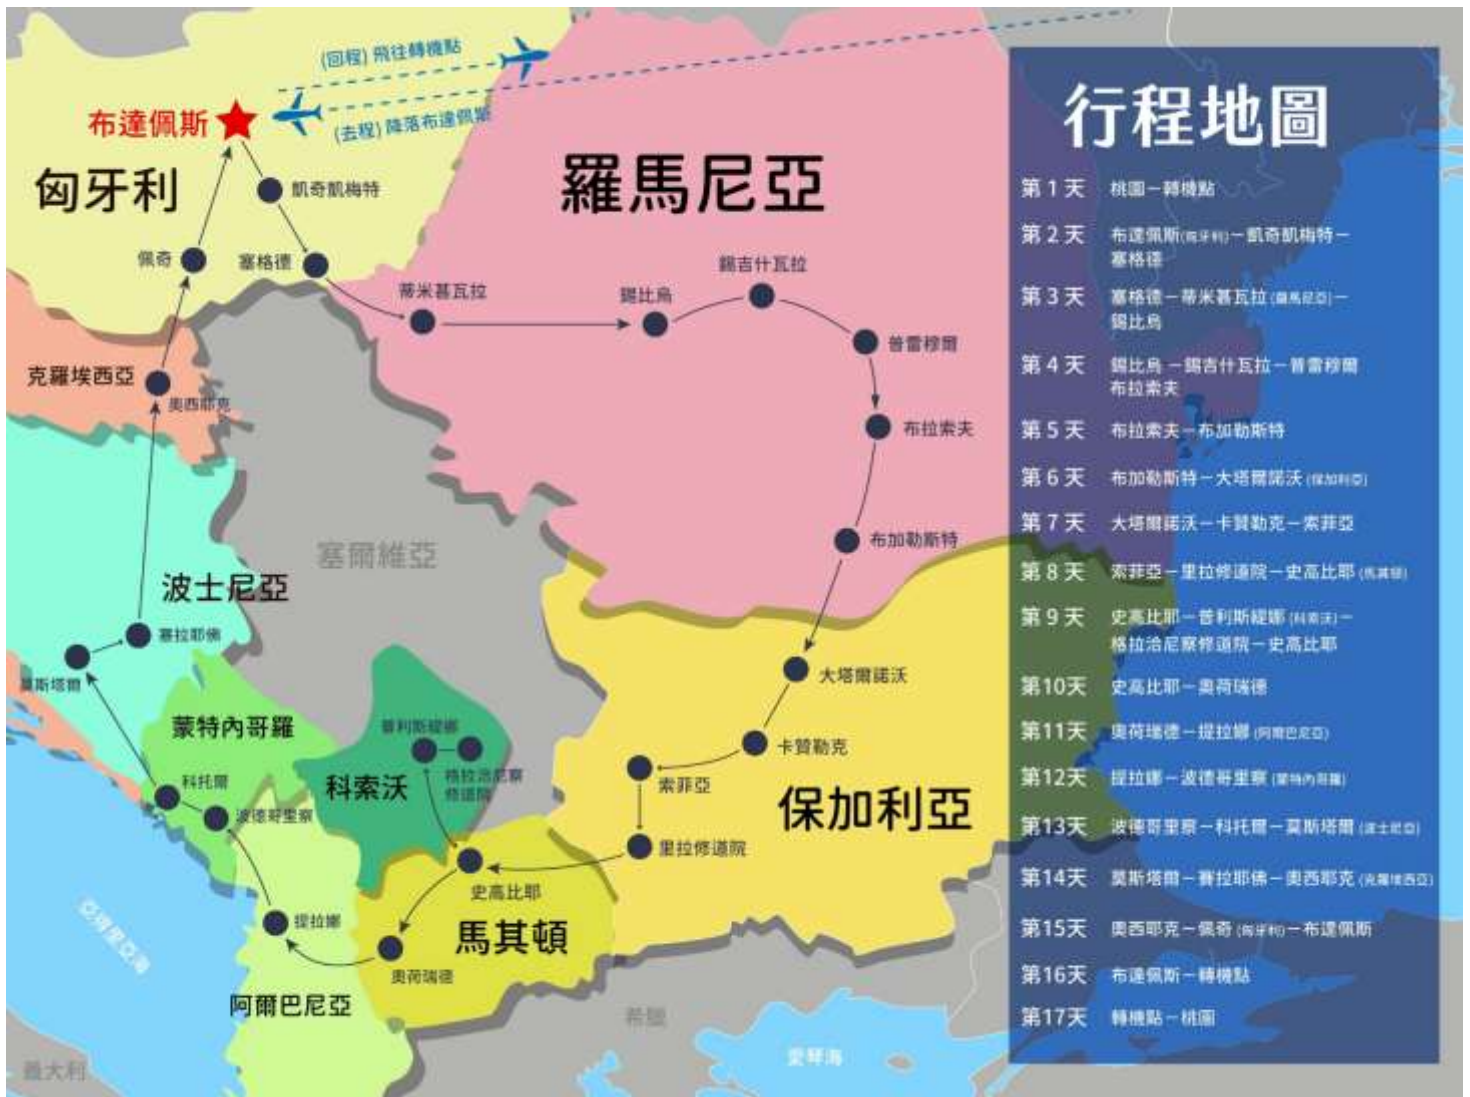 (回程) 飛往轉機點
(去程) 降落布達佩斯
布達佩斯
匈牙利
凱奇凱梅特
佩奇
塞格德
羅馬尼亞
蒂米甚瓦拉
錫比烏
錫吉什瓦拉
普雷穆爾
布拉索夫
布加勒斯特
克羅埃西亞
奧西耶克
塞爾維亞
波士尼亞
塞拉耶佛
莫斯塔爾
蒙特內哥羅
科托爾
波德哥里察
普利斯緹娜
格拉洽尼察
修道院
科索沃
大塔爾諾沃
卡贊勒克
索菲亞
保加利亞
里拉修道院
史高比耶
馬其頓
提拉娜
奧荷瑞德
阿爾巴尼亞
亞得里亞海
義大利
希臘
愛琴海
行程地圖
第1天 桃園－轉機點
第2天 布達佩斯(匈牙利)－凱奇凱梅特－
塞格德
第3天 塞格德－蒂米甚瓦拉(羅馬尼亞)－
錫比烏
第4天 錫比烏－錫吉什瓦拉－普雷穆爾
布拉索夫
第5天 布拉索夫－布加勒斯特
第6天 布加勒斯特－大塔爾諾沃(保加利亞)
第7天 大塔爾諾沃－卡贊勒克－索菲亞
第8天 索菲亞－里拉修道院－史高比耶(馬其頓)
第9天 史高比耶－普利斯緹娜(科索沃)－
格拉洽尼察修道院－史高比耶
第10天 史高比耶－奧荷瑞德
第11天 奧荷瑞德－提拉娜(阿爾巴尼亞)
第12天 提拉娜－波德哥里察(蒙特內哥羅)
第13天 波德哥里察－科托爾－莫斯塔爾(波士尼亞)
第14天 莫斯塔爾－賽拉耶佛－奧西耶克(克羅埃西亞)
第15天 奧西耶克－佩奇(匈牙利)－布達佩斯
第16天 布達佩斯－轉機點
第17天 轉機點－桃園